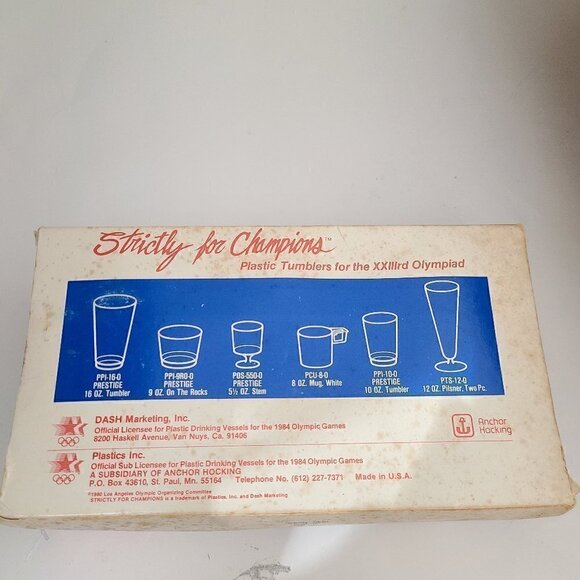 Strictly for Champions™
Plastic Tumblers for the XXIIIrd Olympiad
PPI-16-0
PRESTIGE
16 OZ. Tumbler
PPI-9RO-0
PRESTIGE
9 OZ. On The Rocks
PDS-550-0
PRESTIGE
5½ OZ. Stem
PCU-8-0
8 OZ. Mug, White
PPI-10-0
PRESTIGE
10 OZ. Tumbler
PTS-12-0
12 OZ. Pilsner, Two Pc.
DASH Marketing, Inc.
Official Licensee for Plastic Drinking Vessels for the 1984 Olympic Games
8200 Haskell Avenue, Van Nuys, Ca. 91406
Anchor
Hocking
Plastics Inc.
Official Sub Licensee for Plastic Drinking Vessels for the 1984 Olympic Games
A SUBSIDIARY OF ANCHOR HOCKING
P.O. Box 43610, St. Paul, Mn. 55164 Telephone No. (612) 227-7371 Made in U.S.A.
©1980 Los Angeles Olympic Organizing Committee
STRICTLY FOR CHAMPIONS is a trademark of Plastics, Inc. and Dash Marketing